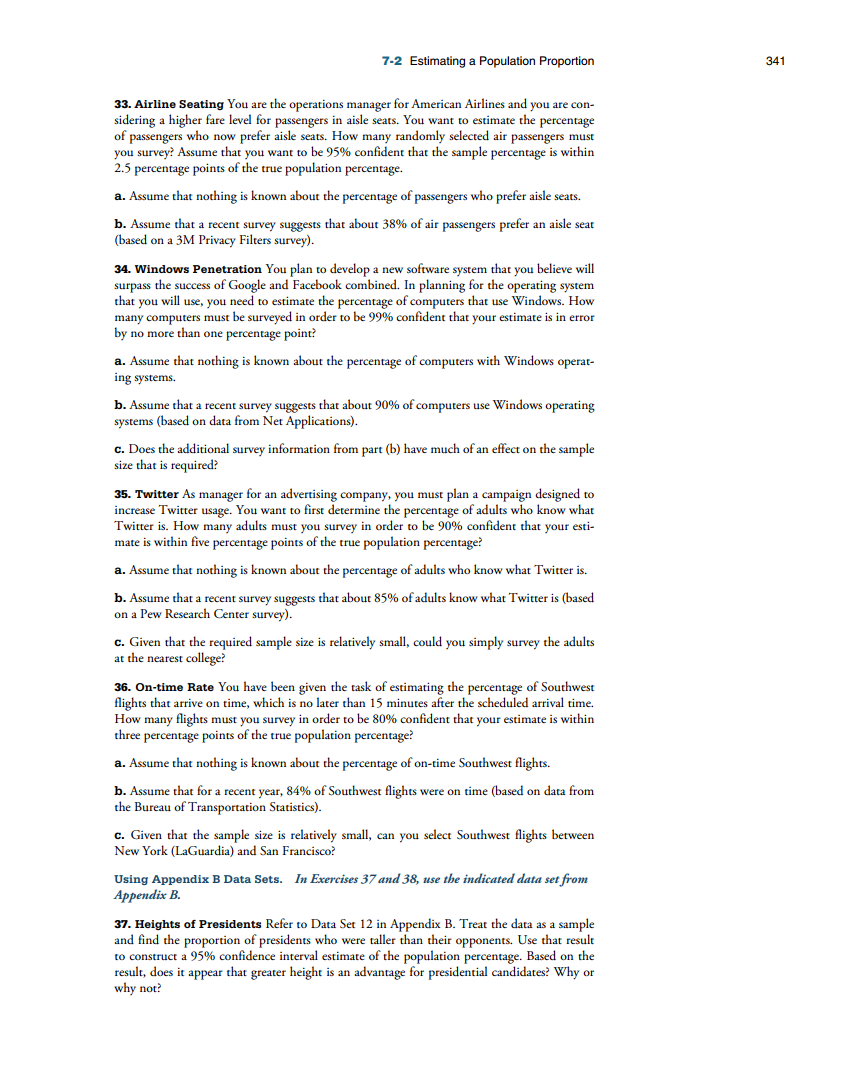 7-2 Estimating a Population Proportion 341
33. Airline Seating You are the operations manager for American Airlines and you are con-
sidering a higher fare level for passengers in aisle seats. You want to estimate the percentage
of passengers who now prefer aisle seats. How many randomly selected air passengers must
you survey? Assume that you want to be 95% confident that the sample percentage is within
2.5 percentage points of the true population percentage.
a. Assume that nothing is known about the percentage of passengers who prefer aisle seats.
b. Assume that a recent survey suggests that about 38% of air passengers prefer an aisle seat
(based on a 3M Privacy Filters survey).
34. Windows Penetration You plan to develop a new software system that you believe will
surpass the success of Google and Facebook combined. In planning for the operating system
that you will use, you need to estimate the percentage of computers that use Windows. How
many computers must be surveyed in order to be 99% confident that your estimate is in error
by no more than one percentage point?
a. Assume that nothing is known about the percentage of computers with Windows operat-
ing systems.
b. Assume that a recent survey suggests that about 90% of computers use Windows operating
systems (based on data from Net Applications).
c. Does the additional survey information from part (b) have much of an effect on the sample
size that is required?
35. Twitter As manager for an advertising company, you must plan a campaign designed to
increase Twitter usage. You want to first determine the percentage of adults who know what
Twitter is. How many adults must you survey in order to be 90% confident that your esti-
mate is within five percentage points of the true population percentage?
a. Assume that nothing is known about the percentage of adults who know what Twitter is.
b. Assume that a recent survey suggests that about 85% of adults know what Twitter is (based
on a Pew Research Center survey).
c. Given that the required sample size is relatively small, could you simply survey the adults
at the nearest college?
36. On-time Rate You have been given the task of estimating the percentage of Southwest
flights that arrive on time, which is no later than 15 minutes after the scheduled arrival time.
How many flights must you survey in order to be 80% confident that your estimate is within
three percentage points of the true population percentage?
a. Assume that nothing is known about the percentage of on-time Southwest flights.
b. Assume that for a recent year, 84% of Southwest flights were on time (based on data from
the Bureau of Transportation Statistics).
c. Given that the sample size is relatively small, can you select Southwest flights between
New York (LaGuardia) and San Francisco?
Using Appendix B Data Sets. In Exercises 37 and 38, use the indicated data set from
Appendix B.
37. Heights of Presidents Refer to Data Set 12 in Appendix B. Treat the data as a sample
and find the proportion of presidents who were taller than their opponents. Use that result
to construct a 95% confidence interval estimate of the population percentage. Based on the
result, does it appear that greater height is an advantage for presidential candidates? Why or
why not?